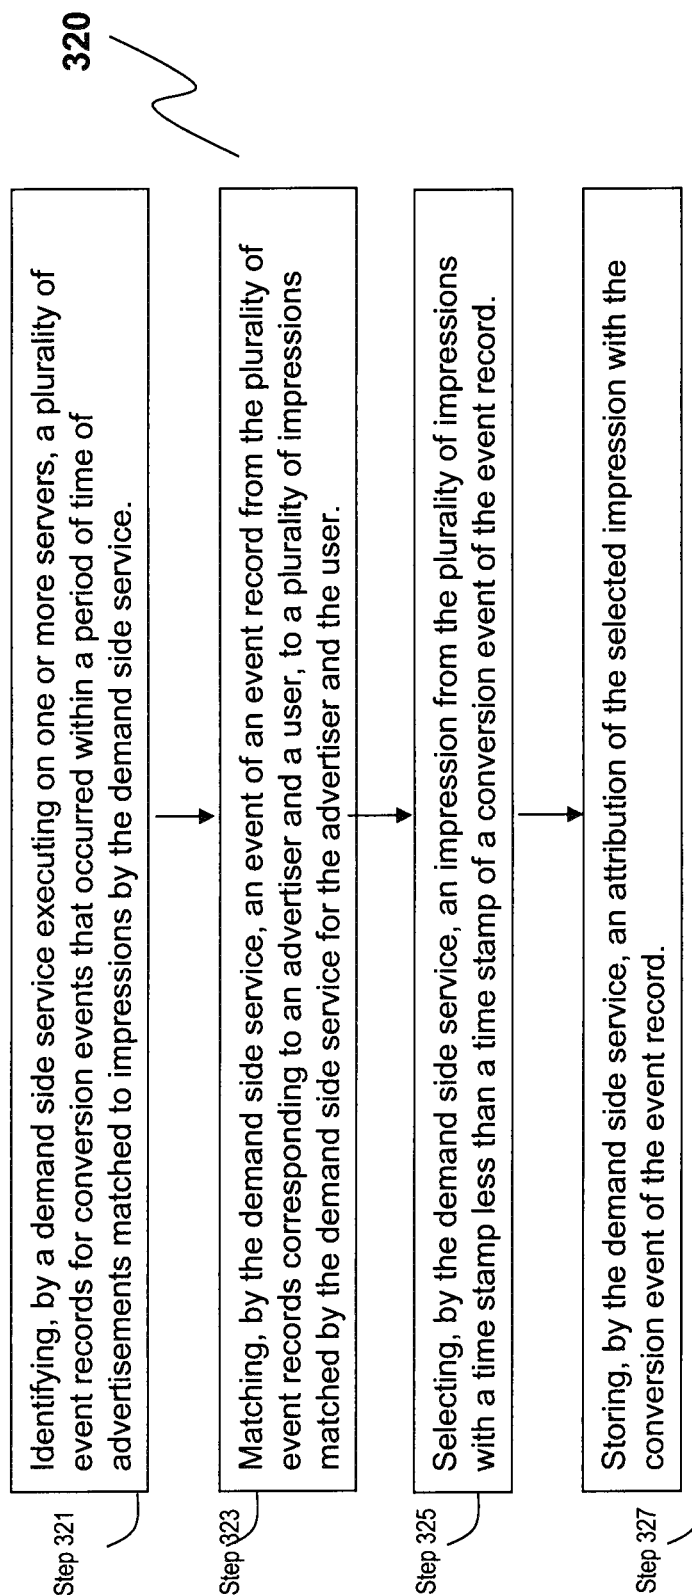 320
Step 321
Identifying, by a demand side service executing on one or more servers, a plurality of
event records for conversion events that occurred within a period of time of
advertisements matched to impressions by the demand side service.
Step 323
Matching, by the demand side service, an event of an event record from the plurality of
event records corresponding to an advertiser and a user, to a plurality of impressions
matched by the demand side service for the advertiser and the user.
Step 325
Selecting, by the demand side service, an impression from the plurality of impressions
with a time stamp less than a time stamp of a conversion event of the event record.
Step 327
Storing, by the demand side service, an attribution of the selected impression with the
conversion event of the event record.